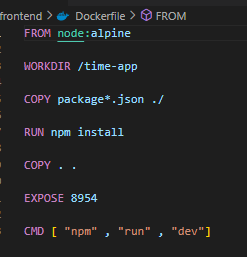 frontend > Dockerfile > FROM
FROM node:alpine
WORKDIR /time-app
COPY package*.json ./
RUN npm install
COPY . .
EXPOSE 8954
CMD [ "npm" , "run" , "dev"]